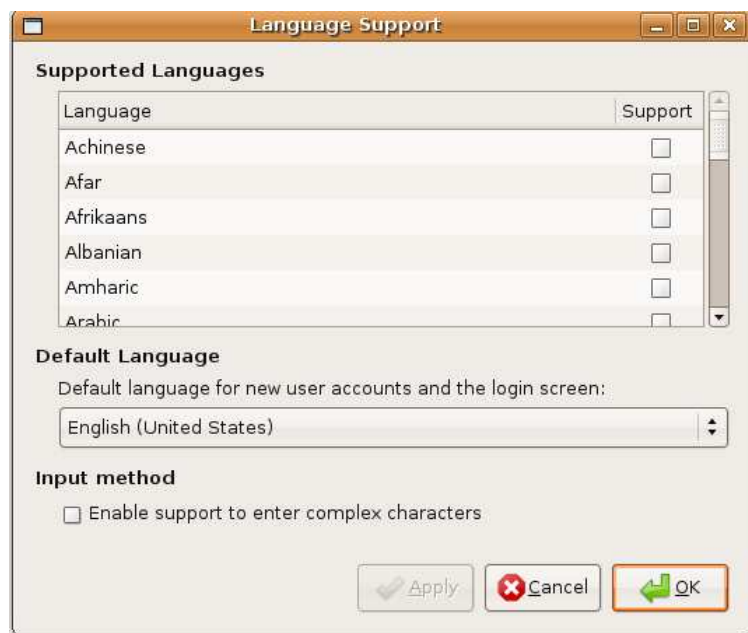 Language Support
Supported Languages
Language Support
Achinese
Afar
Afrikaans
Albanian
Amharic
Arabic
Default Language
Default language for new user accounts and the login screen:
English (United States)
Input method
Enable support to enter complex characters
Apply Cancel OK